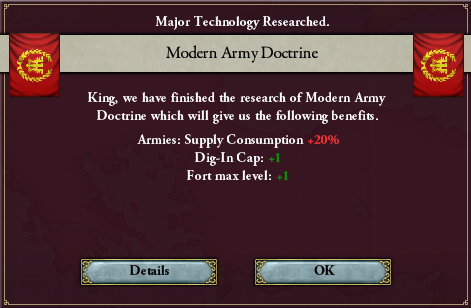 Major Technology Researched.
Modern Army Doctrine
King, we have finished the research of Modern Army
Doctrine which will give us the following benefits.
Armies: Supply Consumption +20%
Dig-In Cap: +1
Fort max level: +1
Details
OK